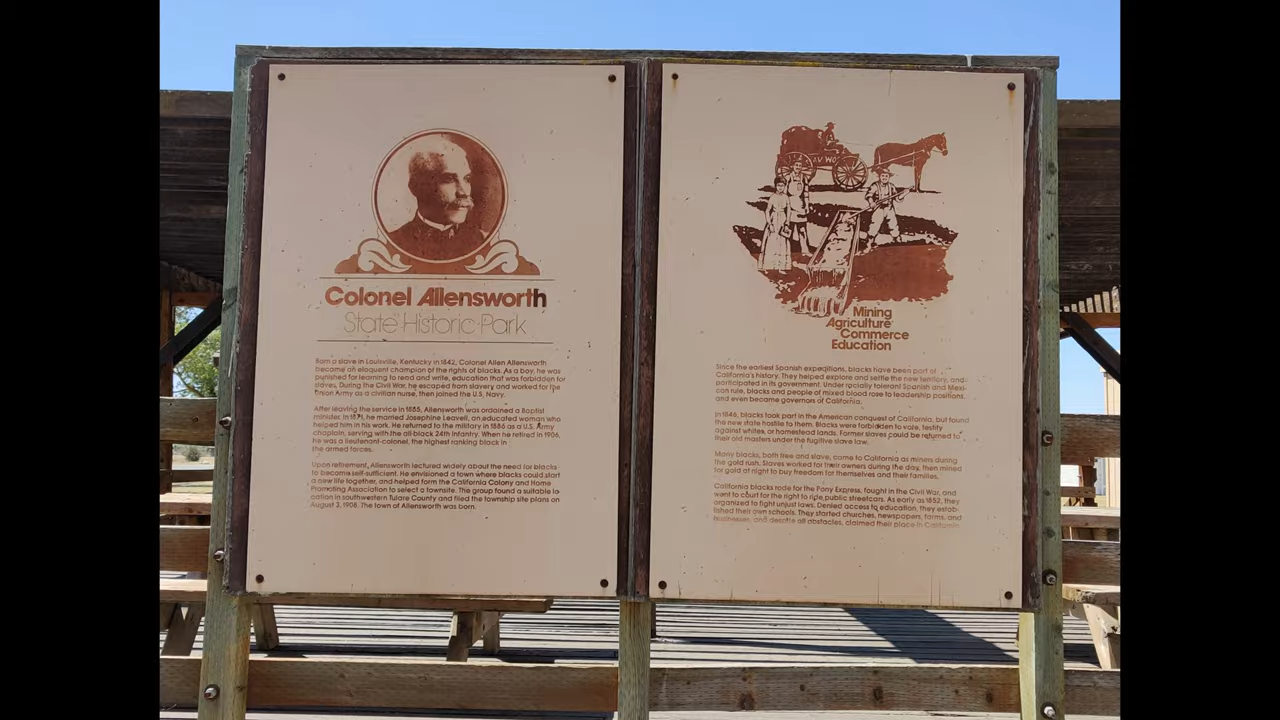 Colonel Allensworth
State Historic Park
Born a slave in Louisville, Kentucky in 1842, Colonel Allen Allensworth
became an eloquent champion of the rights of blacks. As a boy, he was
punished for learning to read and write, education that was forbidden for
slaves. During the Civil War, he escaped from slavery and worked for the
Union Army as a civilian nurse, then joined the U.S. Navy.
After leaving the service in 1885, Allensworth was ordained a Baptist
minister. In 1877, he married Josephine Leavell, an educated woman who
helped him in his work. He returned to the military in 1886 as a U.S. Army
chaplain, serving with the all-black 24th Infantry. When he retired in 1906,
he was a lieutenant-colonel, the highest ranking black in
the armed forces.
Upon retirement, Allensworth lectured widely about the need for blacks
to become self-sufficient. He envisioned a town where blacks could start
a new life together, and helped form the California Colony and Home
Promoting Association to select a townsite. The group found a suitable lo-
cation in southwestern Tulare County and filed the township site plans on
August 3, 1908. The town of Allensworth was born.
AV WO
Mining
Agriculture
Commerce
Education
Since the earliest Spanish expeditions, blacks have been part of
California's history. They helped explore and settle the new territory, and
participated in its government. Under racially tolerant Spanish and Mexi-
can rule, blacks and people of mixed blood rose to leadership positions,
and even became governors of California.
In 1846, blacks took part in the American conquest of California, but found
the new state hostile to them. Blacks were forbidden to vote, testify
against whites, or homestead lands. Former slaves could be returned to
their old masters under the fugitive slave law.
Many blacks, both free and slave, came to California as miners during
the gold rush. Slaves worked for their owners during the day, then mined
for gold at night to buy freedom for themselves and their families.
California blacks rode for the Pony Express, fought in the Civil War, and
went to court for the right to ride public streetcars. As early as 1852, they
organized to fight unjust laws. Denied access to education, they estab-
lished their own schools. They started churches, newspapers, farms, and
businesses, and despite all obstacles, claimed their place in California